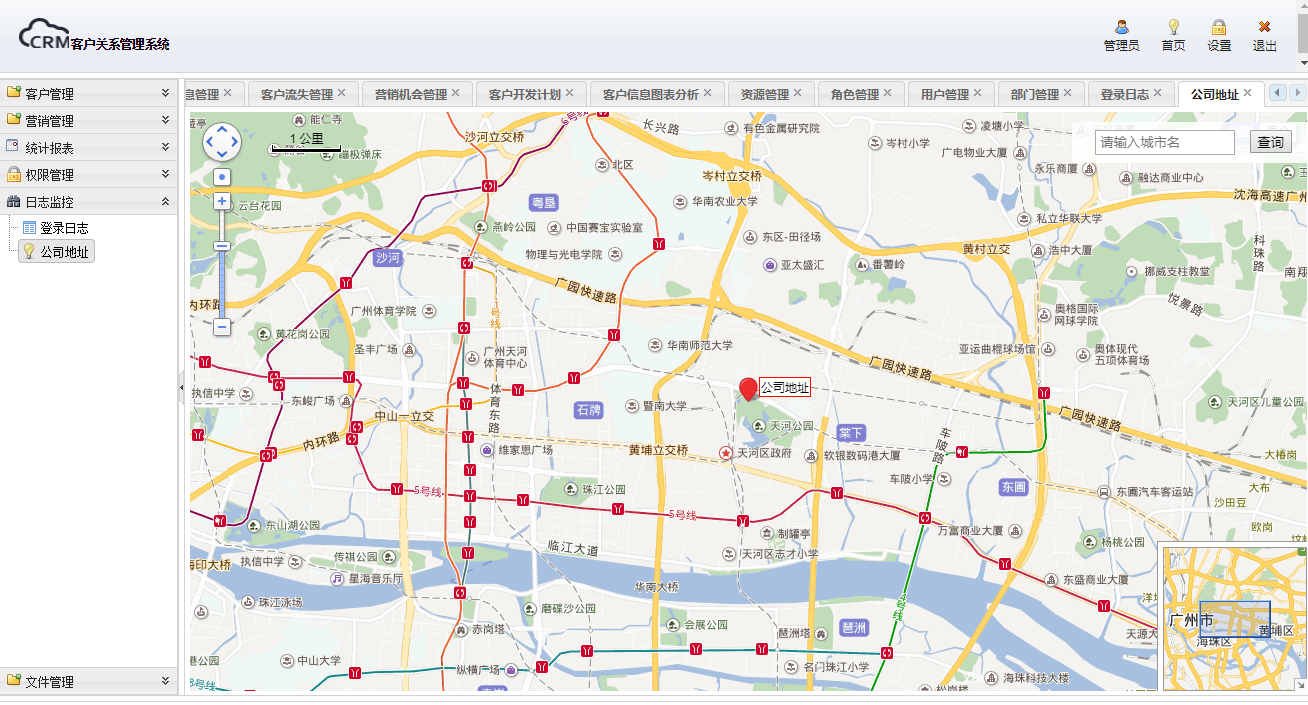 CRM客户关系管理系统
管理员 首页 设置 退出
客户管理
营销管理
统计报表
权限管理
日志监控
登录日志
公司地址
文件管理
息管理 客户流失管理 营销机会管理 客户开发计划 客户信息图表分析 资源管理 角色管理 用户管理 部门管理 登录日志 公司地址
请输入城市名 查询
1 公里
能仁寺
沙河立交桥
6号线
长兴路
有色金属研究院
凌塘小学
岑村小学
广电物业大厦
永乐商厦
融达商业中心
蹦极弹床
北区
岑村立交桥
沈海高速广州
云台花园
粤垦
华南农业大学
私立华联大学
燕岭公园
中国赛宝实验室
东区-田径场
黄村立交
浩中大厦
科珠路
沙河
物理与光电学院
亚太盛汇
番薯岭
挪威支柱教堂
南翔
广园快速路
悦景路
内环路
号线
广州体育学院
奥格国际
网球学院
黄花岗公园
圣丰广场
广州天河
体育中心
华南师范大学
亚运曲棍球场馆
奥体现代
五项体育场
广园快速路
执信中学
东峻广场
体育东路
公司地址
天河区儿童公园
中山一立交
石牌
暨南大学
天河公园
棠下
车陂路
广园快速路
内环路
维家思广场
黄埔立交桥
天河区政府
软银数码港大厦
大椿岗
车陂小学
东圃
大布
5号线
珠江公园
东圃汽车客运站
沙田豆
5号线
欧岗
东山湖公园
制罐亭
万富商业大厦
杨桃公园
临江大道
天河区志才小学
海印大桥
执信中学
传祺公园
星海音乐厅
华南大桥
东盛商业大厦
珠江泳场
磨碟沙公园
4号线
赤岗塔
会展公园
琶洲塔
琶洲
天源大
中山大学
纵横广场
名门珠江小学
海珠科技大楼
松岗楼
8号线
广州市
黄埔区
海珠区